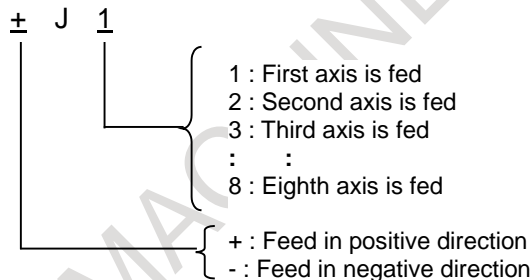 + J 1
1 : First axis is fed
2 : Second axis is fed
3 : Third axis is fed
: :
8 : Eighth axis is fed
+ : Feed in positive direction
- : Feed in negative direction